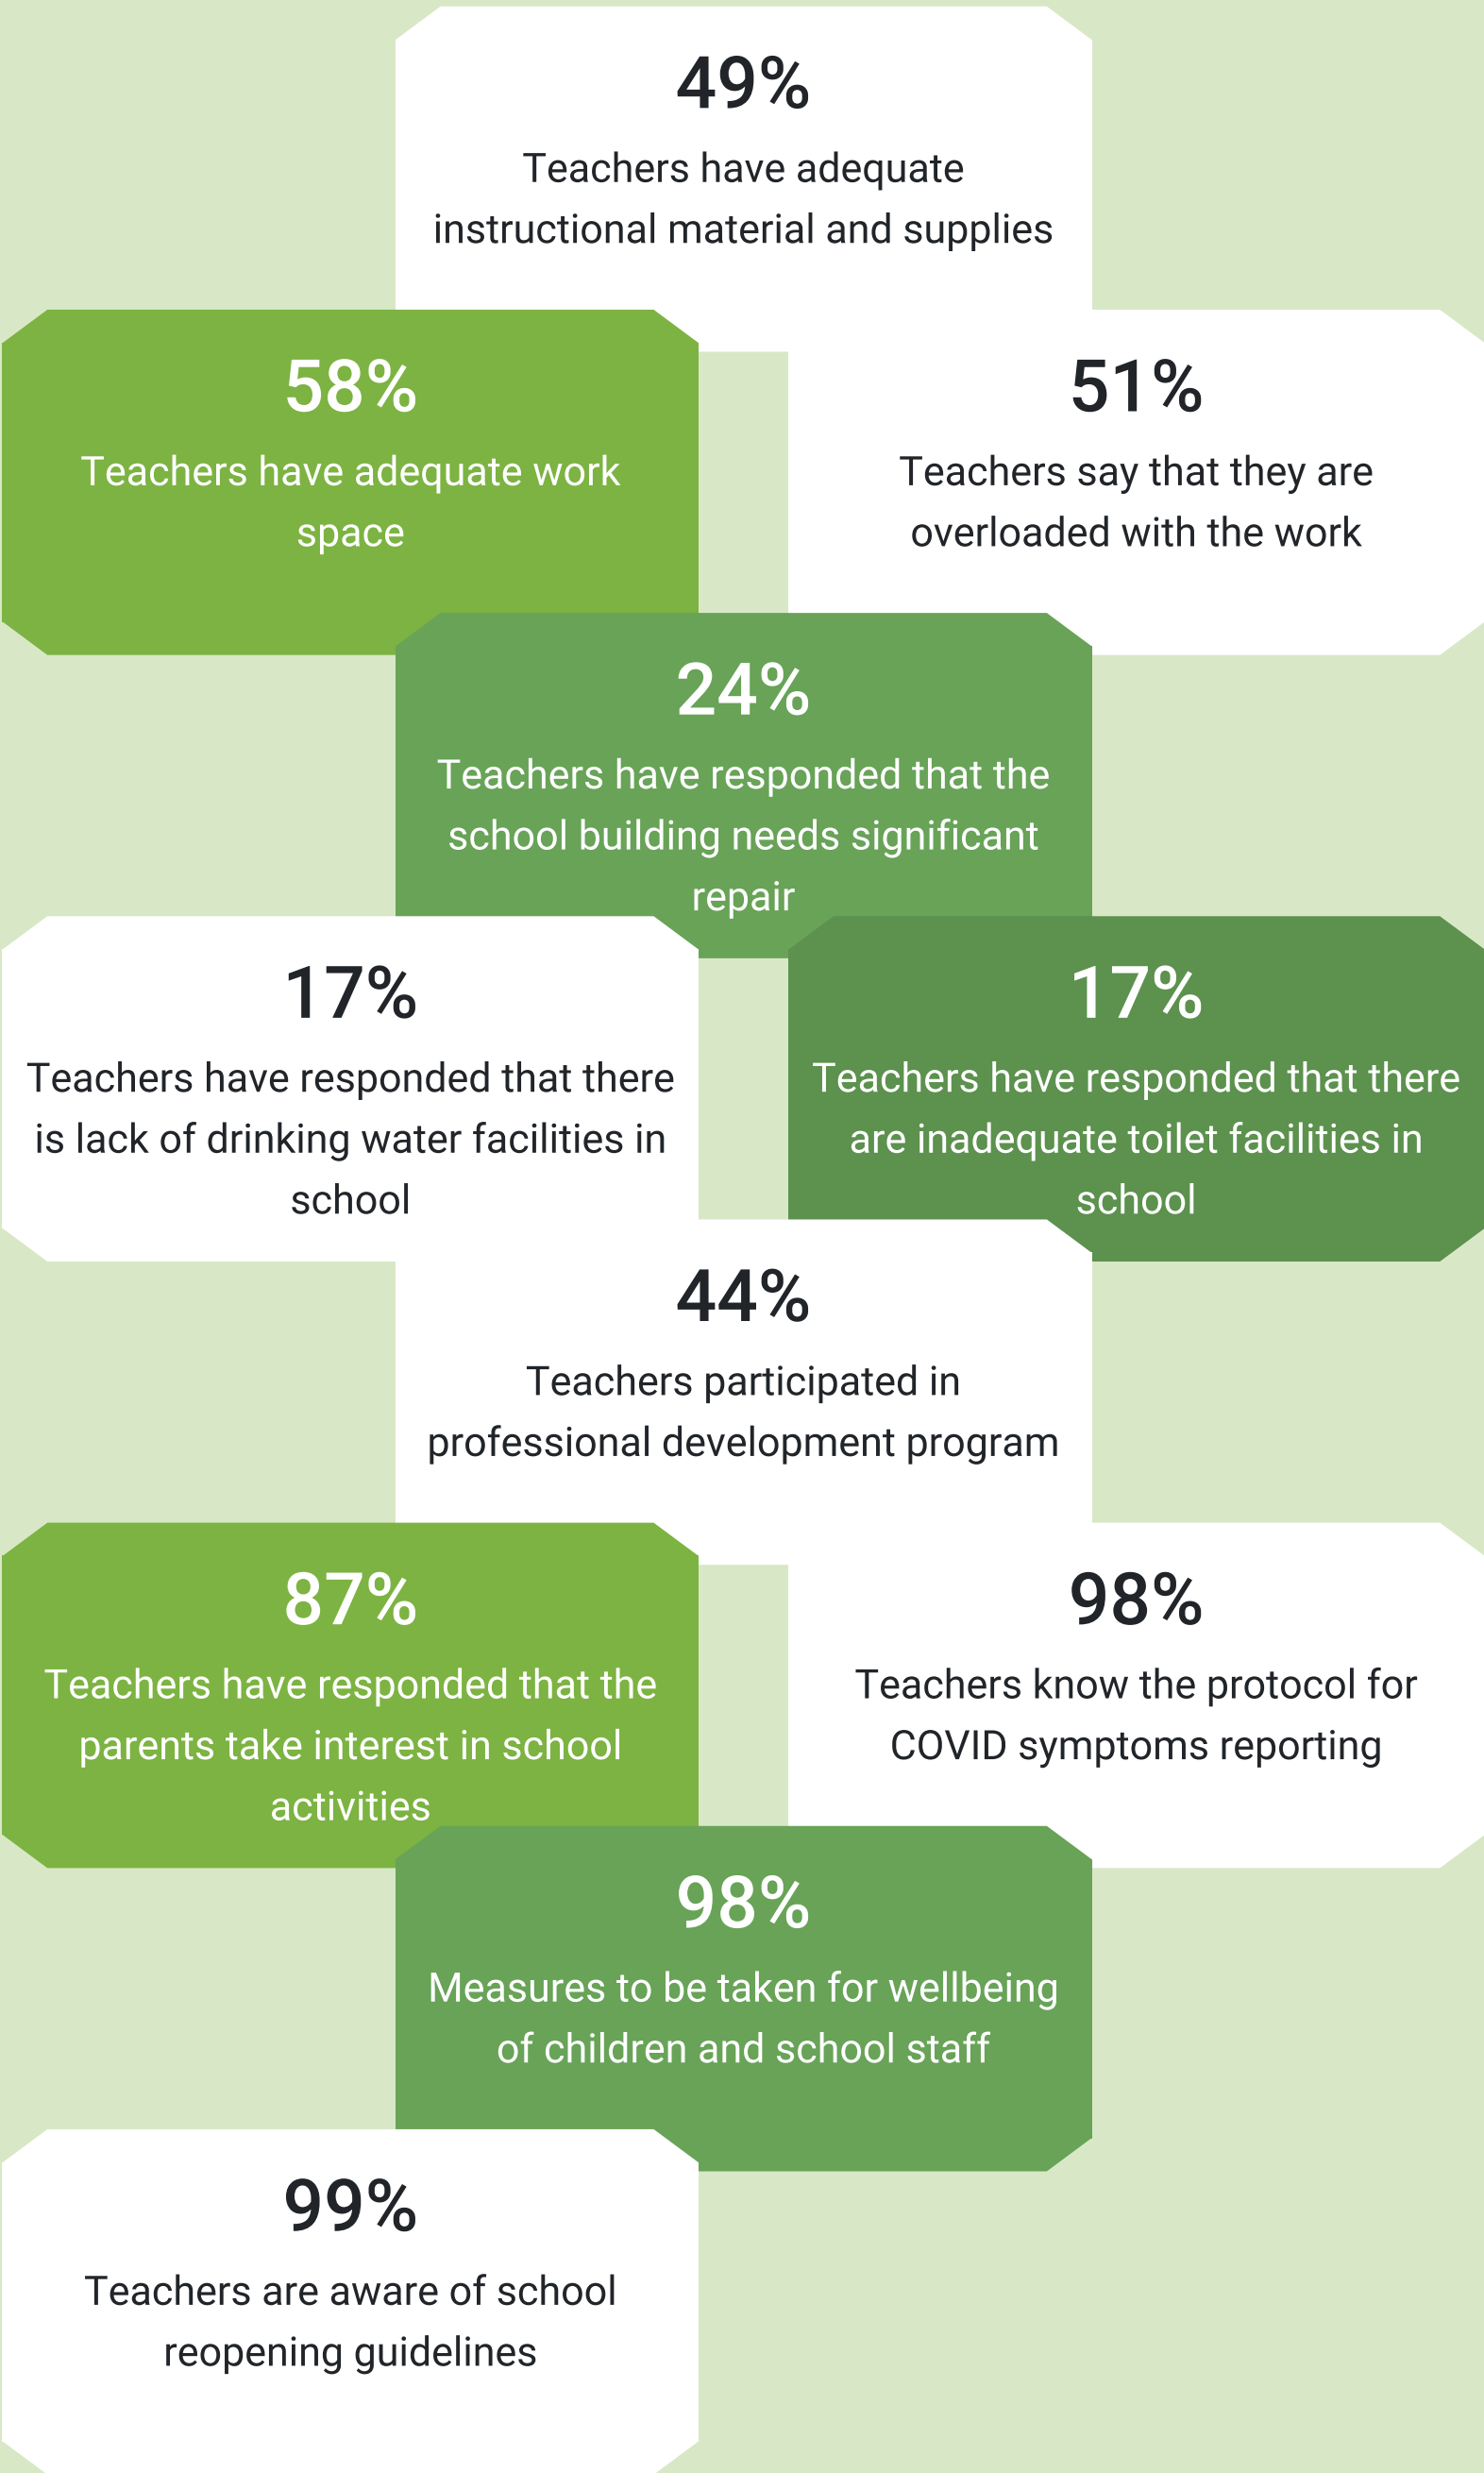 49%
Teachers have adequate
instructional material and supplies
58%
Teachers have adequate work
space
51%
Teachers say that they are
overloaded with the work
24%
Teachers have responded that the
school building needs significant
repair
17%
Teachers have responded that there
is lack of drinking water facilities in
school
17%
Teachers have responded that there
are inadequate toilet facilities in
school
44%
Teachers participated in
professional development program
87%
Teachers have responded that the
parents take interest in school
activities
98%
Teachers know the protocol for
COVID symptoms reporting
98%
Measures to be taken for wellbeing
of children and school staff
99%
Teachers are aware of school
reopening guidelines